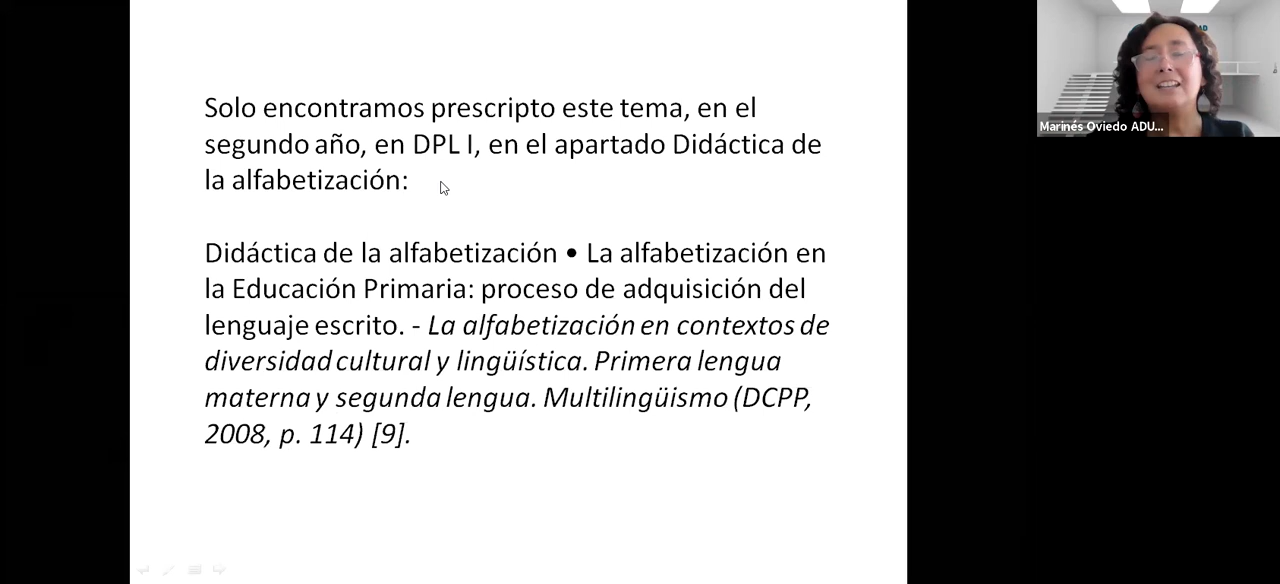 Solo encontramos prescripto este tema, en el
segundo año, en DPL I, en el apartado Didáctica de
la alfabetización:
Didáctica de la alfabetización • La alfabetización en
la Educación Primaria: proceso de adquisición del
lenguaje escrito. - La alfabetización en contextos de
diversidad cultural y lingüística. Primera lengua
materna y segunda lengua. Multilingüismo (DCPP,
2008, p. 114) [9].
Marinés Oviedo ADU...